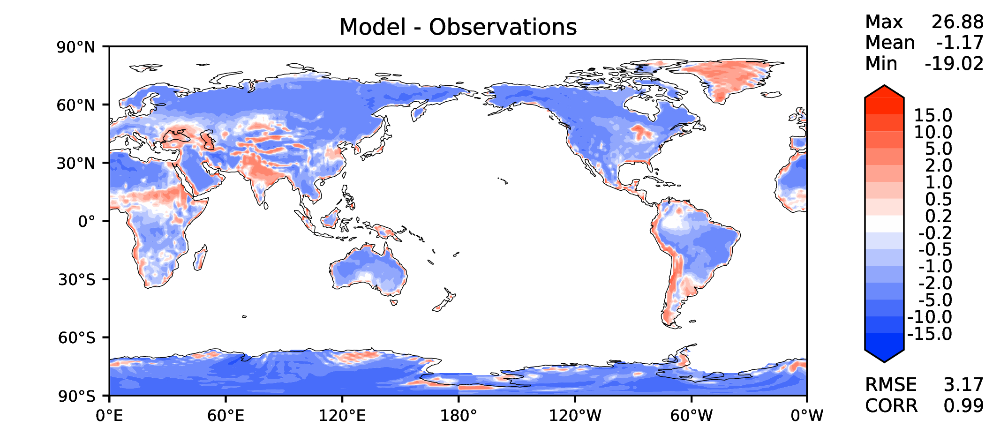 Model - Observations
Max 26.88
Mean -1.17
Min -19.02
90°N
60°N
30°N
0°
30°S
60°S
90°S
0°E
60°E
120°E
180°
120°W
60°W
0°W
15.0
10.0
5.0
2.0
1.0
0.5
0.2
-0.2
-0.5
-1.0
-2.0
-5.0
-10.0
-15.0
RMSE 3.17
CORR 0.99